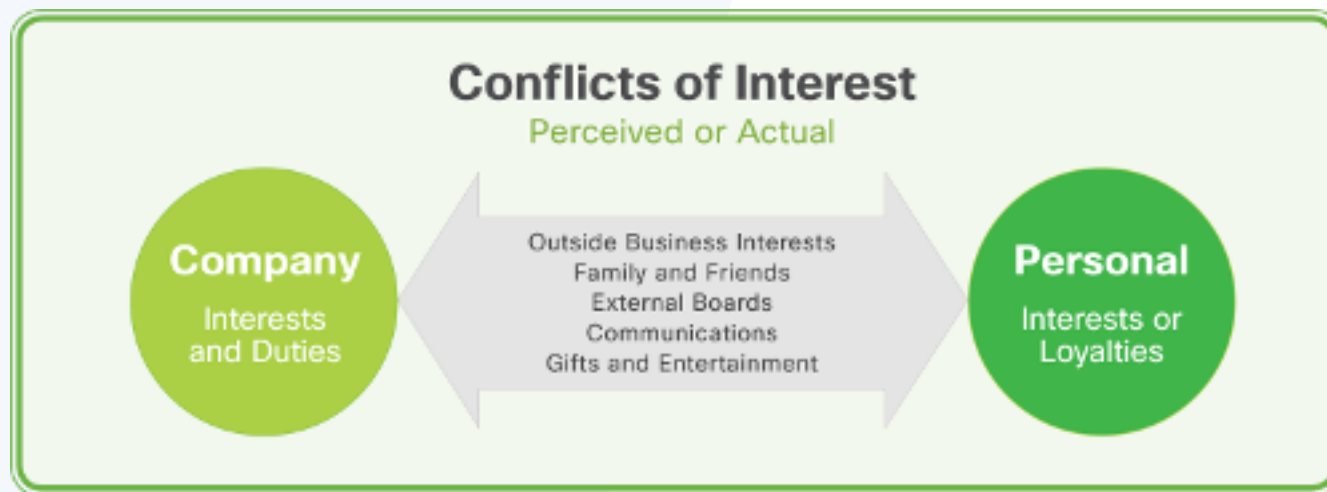 Conflicts of Interest
Perceived or Actual
Company
Interests
and Duties
Outside Business Interests
Family and Friends
External Boards
Communications
Gifts and Entertainment
Personal
Interests or
Loyalties